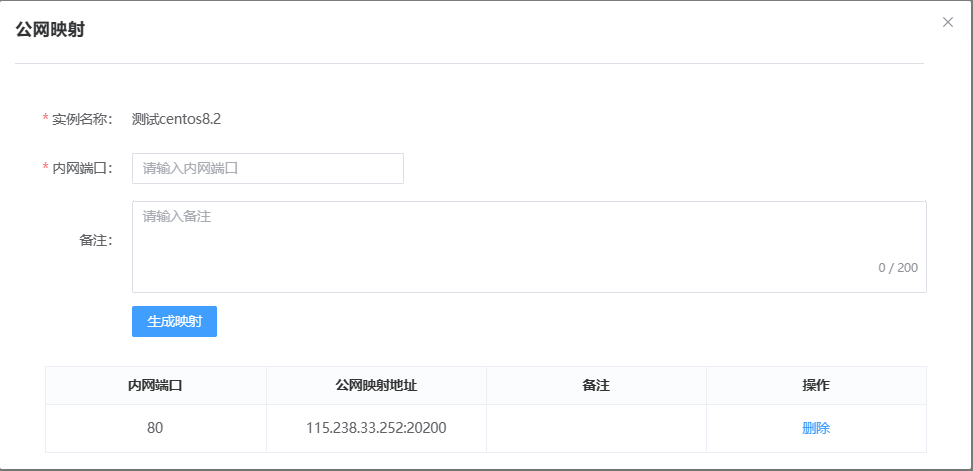 公网映射
* 实例名称： 测试centos8.2
* 内网端口： 请输入内网端口
备注： 请输入备注
0 / 200
生成映射
内网端口 公网映射地址 备注 操作
80 115.238.33.252:20200 删除